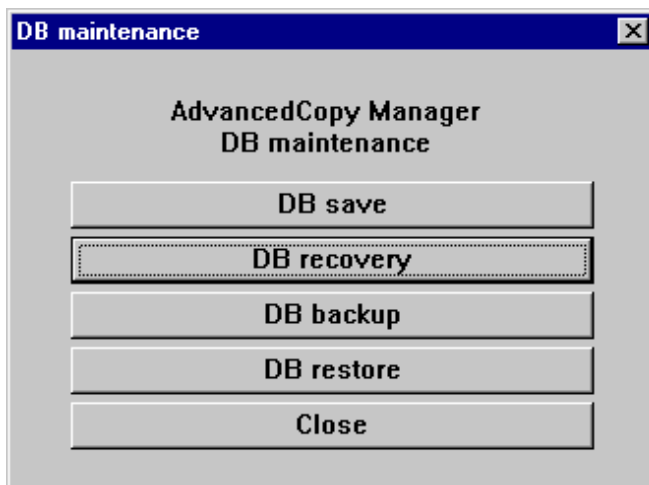 DB maintenance
AdvancedCopy Manager
DB maintenance
DB save
DB recovery
DB backup
DB restore
Close